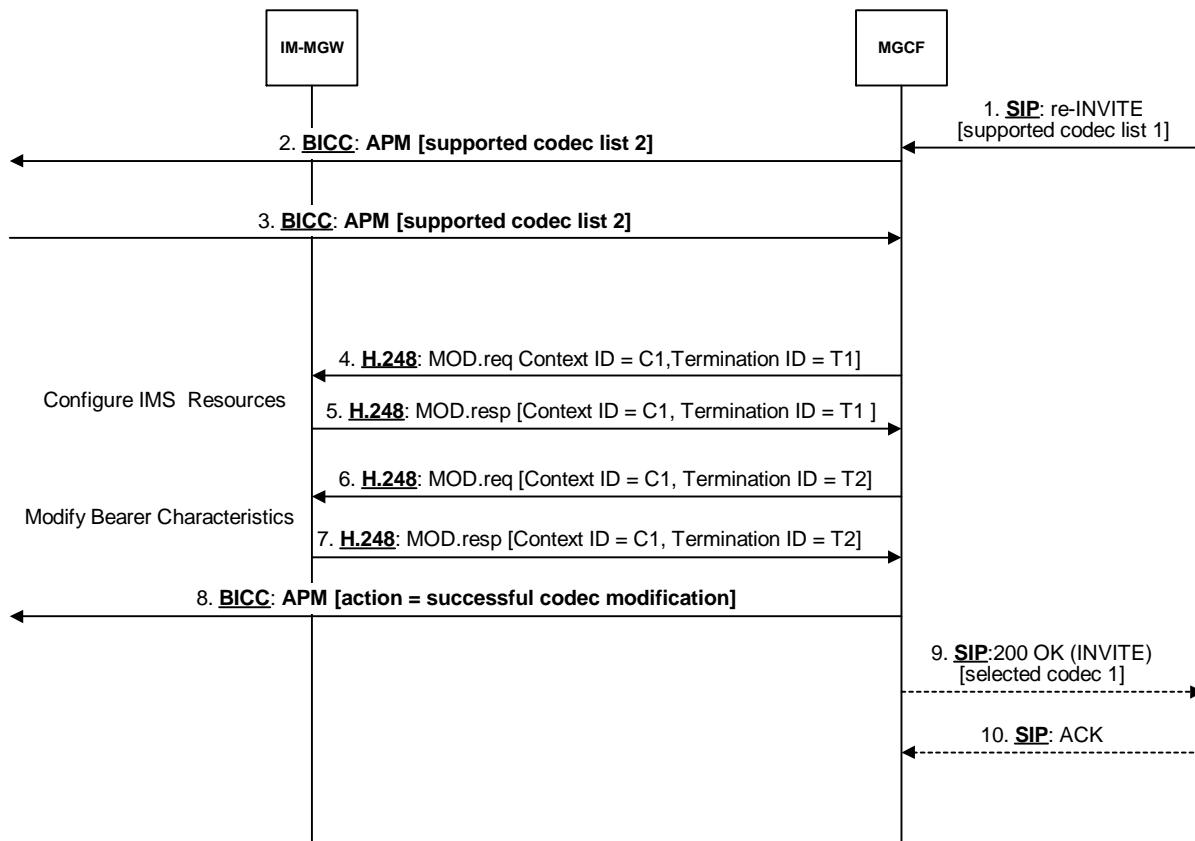 IM-MGW
MGCF
1. SIP: re-INVITE
[supported codec list 1]
2. BICC: APM [supported codec list 2]
3. BICC: APM [supported codec list 2]
4. H.248: MOD.req Context ID = C1,Termination ID = T1]
Configure IMS Resources
5. H.248: MOD.resp [Context ID = C1, Termination ID = T1 ]
6. H.248: MOD.req [Context ID = C1, Termination ID = T2]
Modify Bearer Characteristics
7. H.248: MOD.resp [Context ID = C1, Termination ID = T2]
8. BICC: APM [action = successful codec modification]
9. SIP:200 OK (INVITE)
[selected codec 1]
10. SIP: ACK